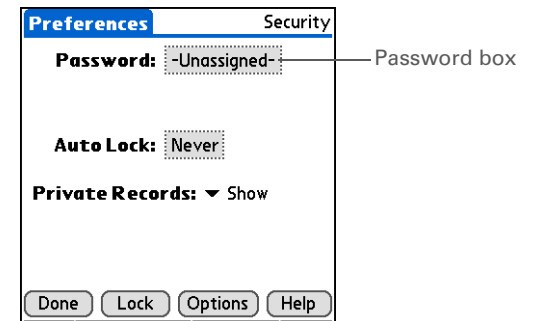 Preferences Security
Password: -Unassigned- Password box
Auto Lock: Never
Private Records: Show
Done Lock Options Help